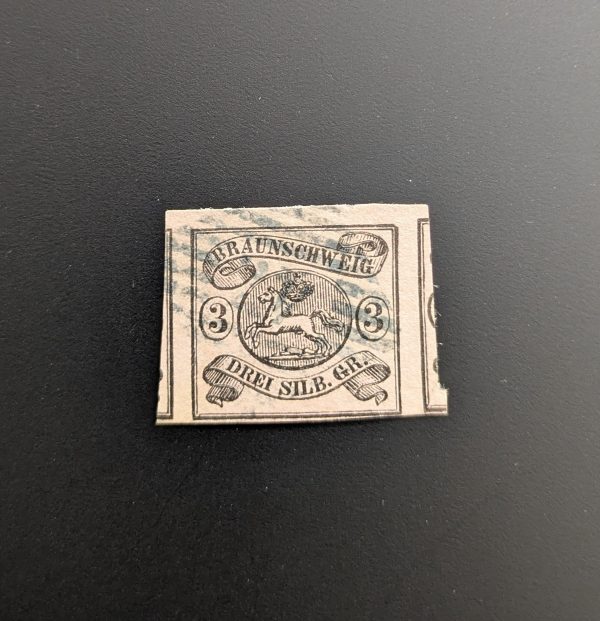 BRAUNSCHWEIG
3 3
DREI SILB. GR.